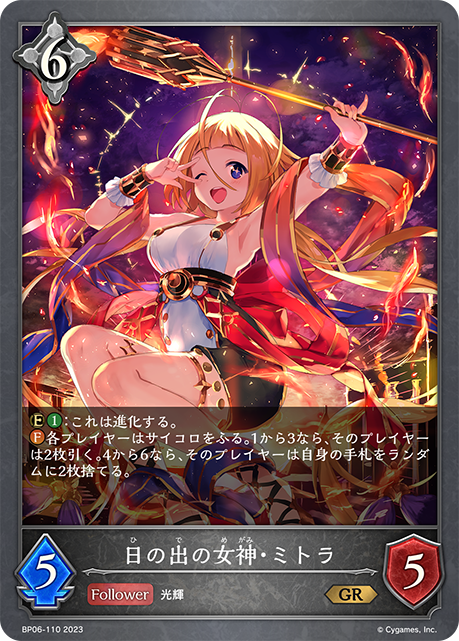 6
E 1:これは進化する。
F 各プレイヤーはサイコロをふる。1から3なら、そのプレイヤー
は2枚引く。4から6なら、そのプレイヤーは自身の手札をランダ
ムに2枚捨てる。
ひ で めがみ
日の出の女神・ミトラ
5
Follower 光輝
GR
5
BP06-110 2023
© Cygames, Inc.